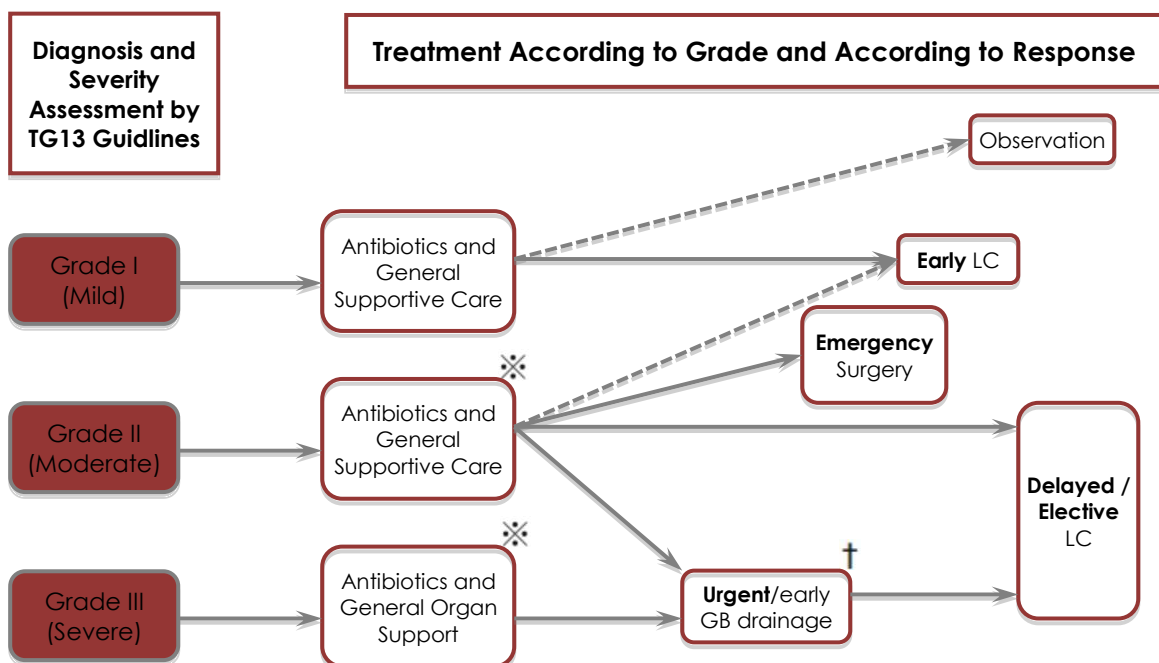 Diagnosis and
Severity
Assessment by
TG13 Guidlines
Treatment According to Grade and According to Response
Observation
Grade I
(Mild)
Antibiotics and
General
Supportive Care
Early LC
Emergency
Surgery
※
Grade II
(Moderate)
Antibiotics and
General
Supportive Care
Delayed /
Elective
LC
※
Grade III
(Severe)
Antibiotics and
General Organ
Support
†
Urgent/early
GB drainage